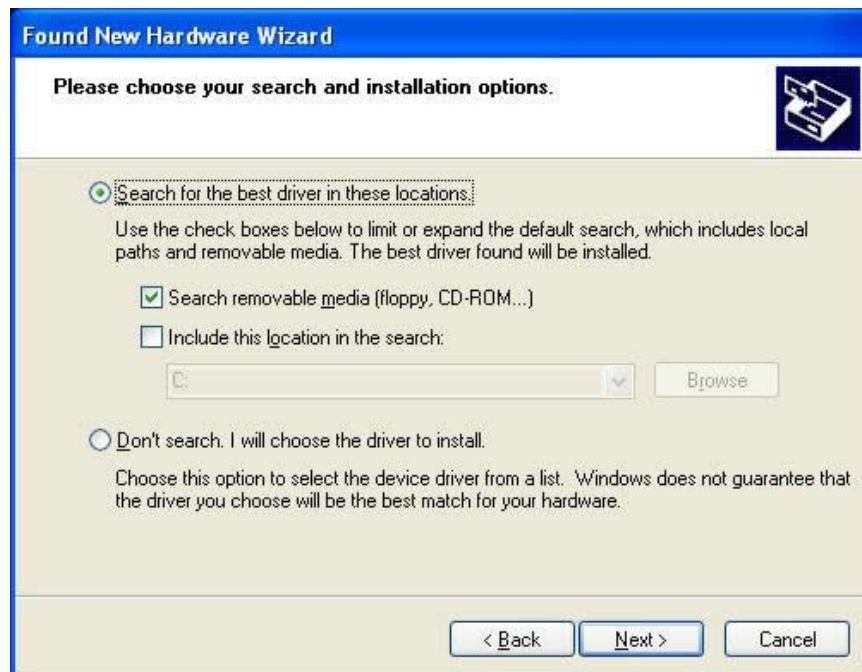 Found New Hardware Wizard
Please choose your search and installation options.
Search for the best driver in these locations.
Use the check boxes below to limit or expand the default search, which includes local
paths and removable media. The best driver found will be installed.
Search removable media (floppy, CD-ROM...)
Include this location in the search:
C:
Browse
Don't search. I will choose the driver to install.
Choose this option to select the device driver from a list. Windows does not guarantee that
the driver you choose will be the best match for your hardware.
< Back Next > Cancel